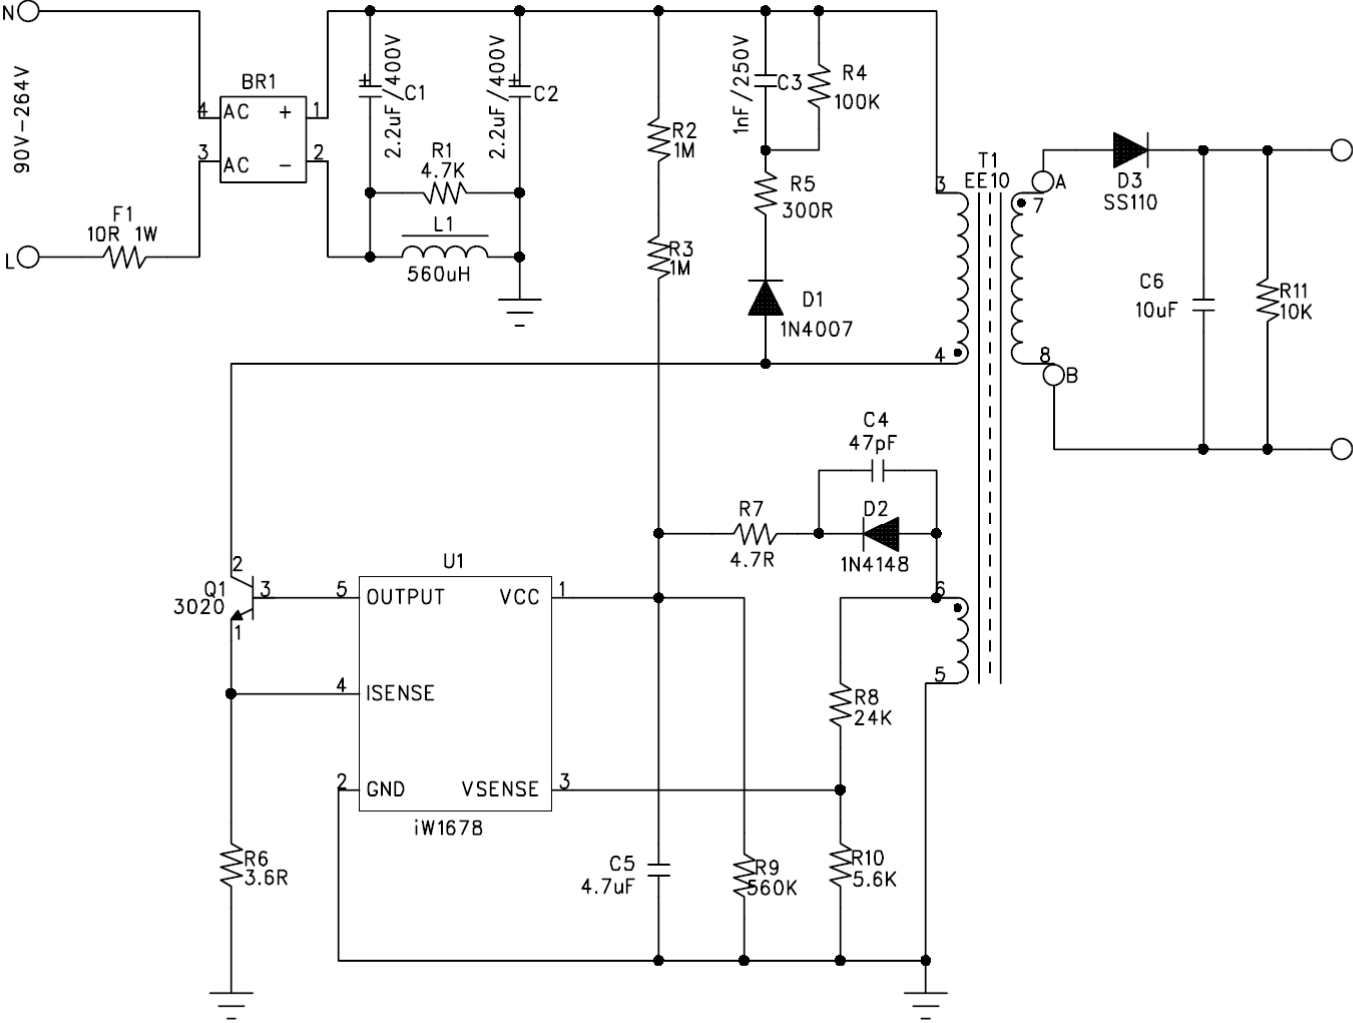 N
90V-264V
L
F1
10R 1W
BR1
4
AC
+
1
3
AC
-
2
+
2.2uF/400V
C1
+
2.2uF/400V
C2
R1
4.7K
L1
560uH
R2
1M
R3
1M
1nF/250V
C3
R4
100K
R5
300R
D1
1N4007
T1
EE10
3
4
7
A
8
B
D3
SS110
C6
10uF
R11
10K
C4
47pF
R7
4.7R
D2
1N4148
6
5
Q1
3020
2
3
1
U1
5
OUTPUT
VCC
1
4
ISENSE
2
GND
VSENSE
3
iW1678
R6
3.6R
C5
4.7uF
R9
560K
R8
24K
R10
5.6K